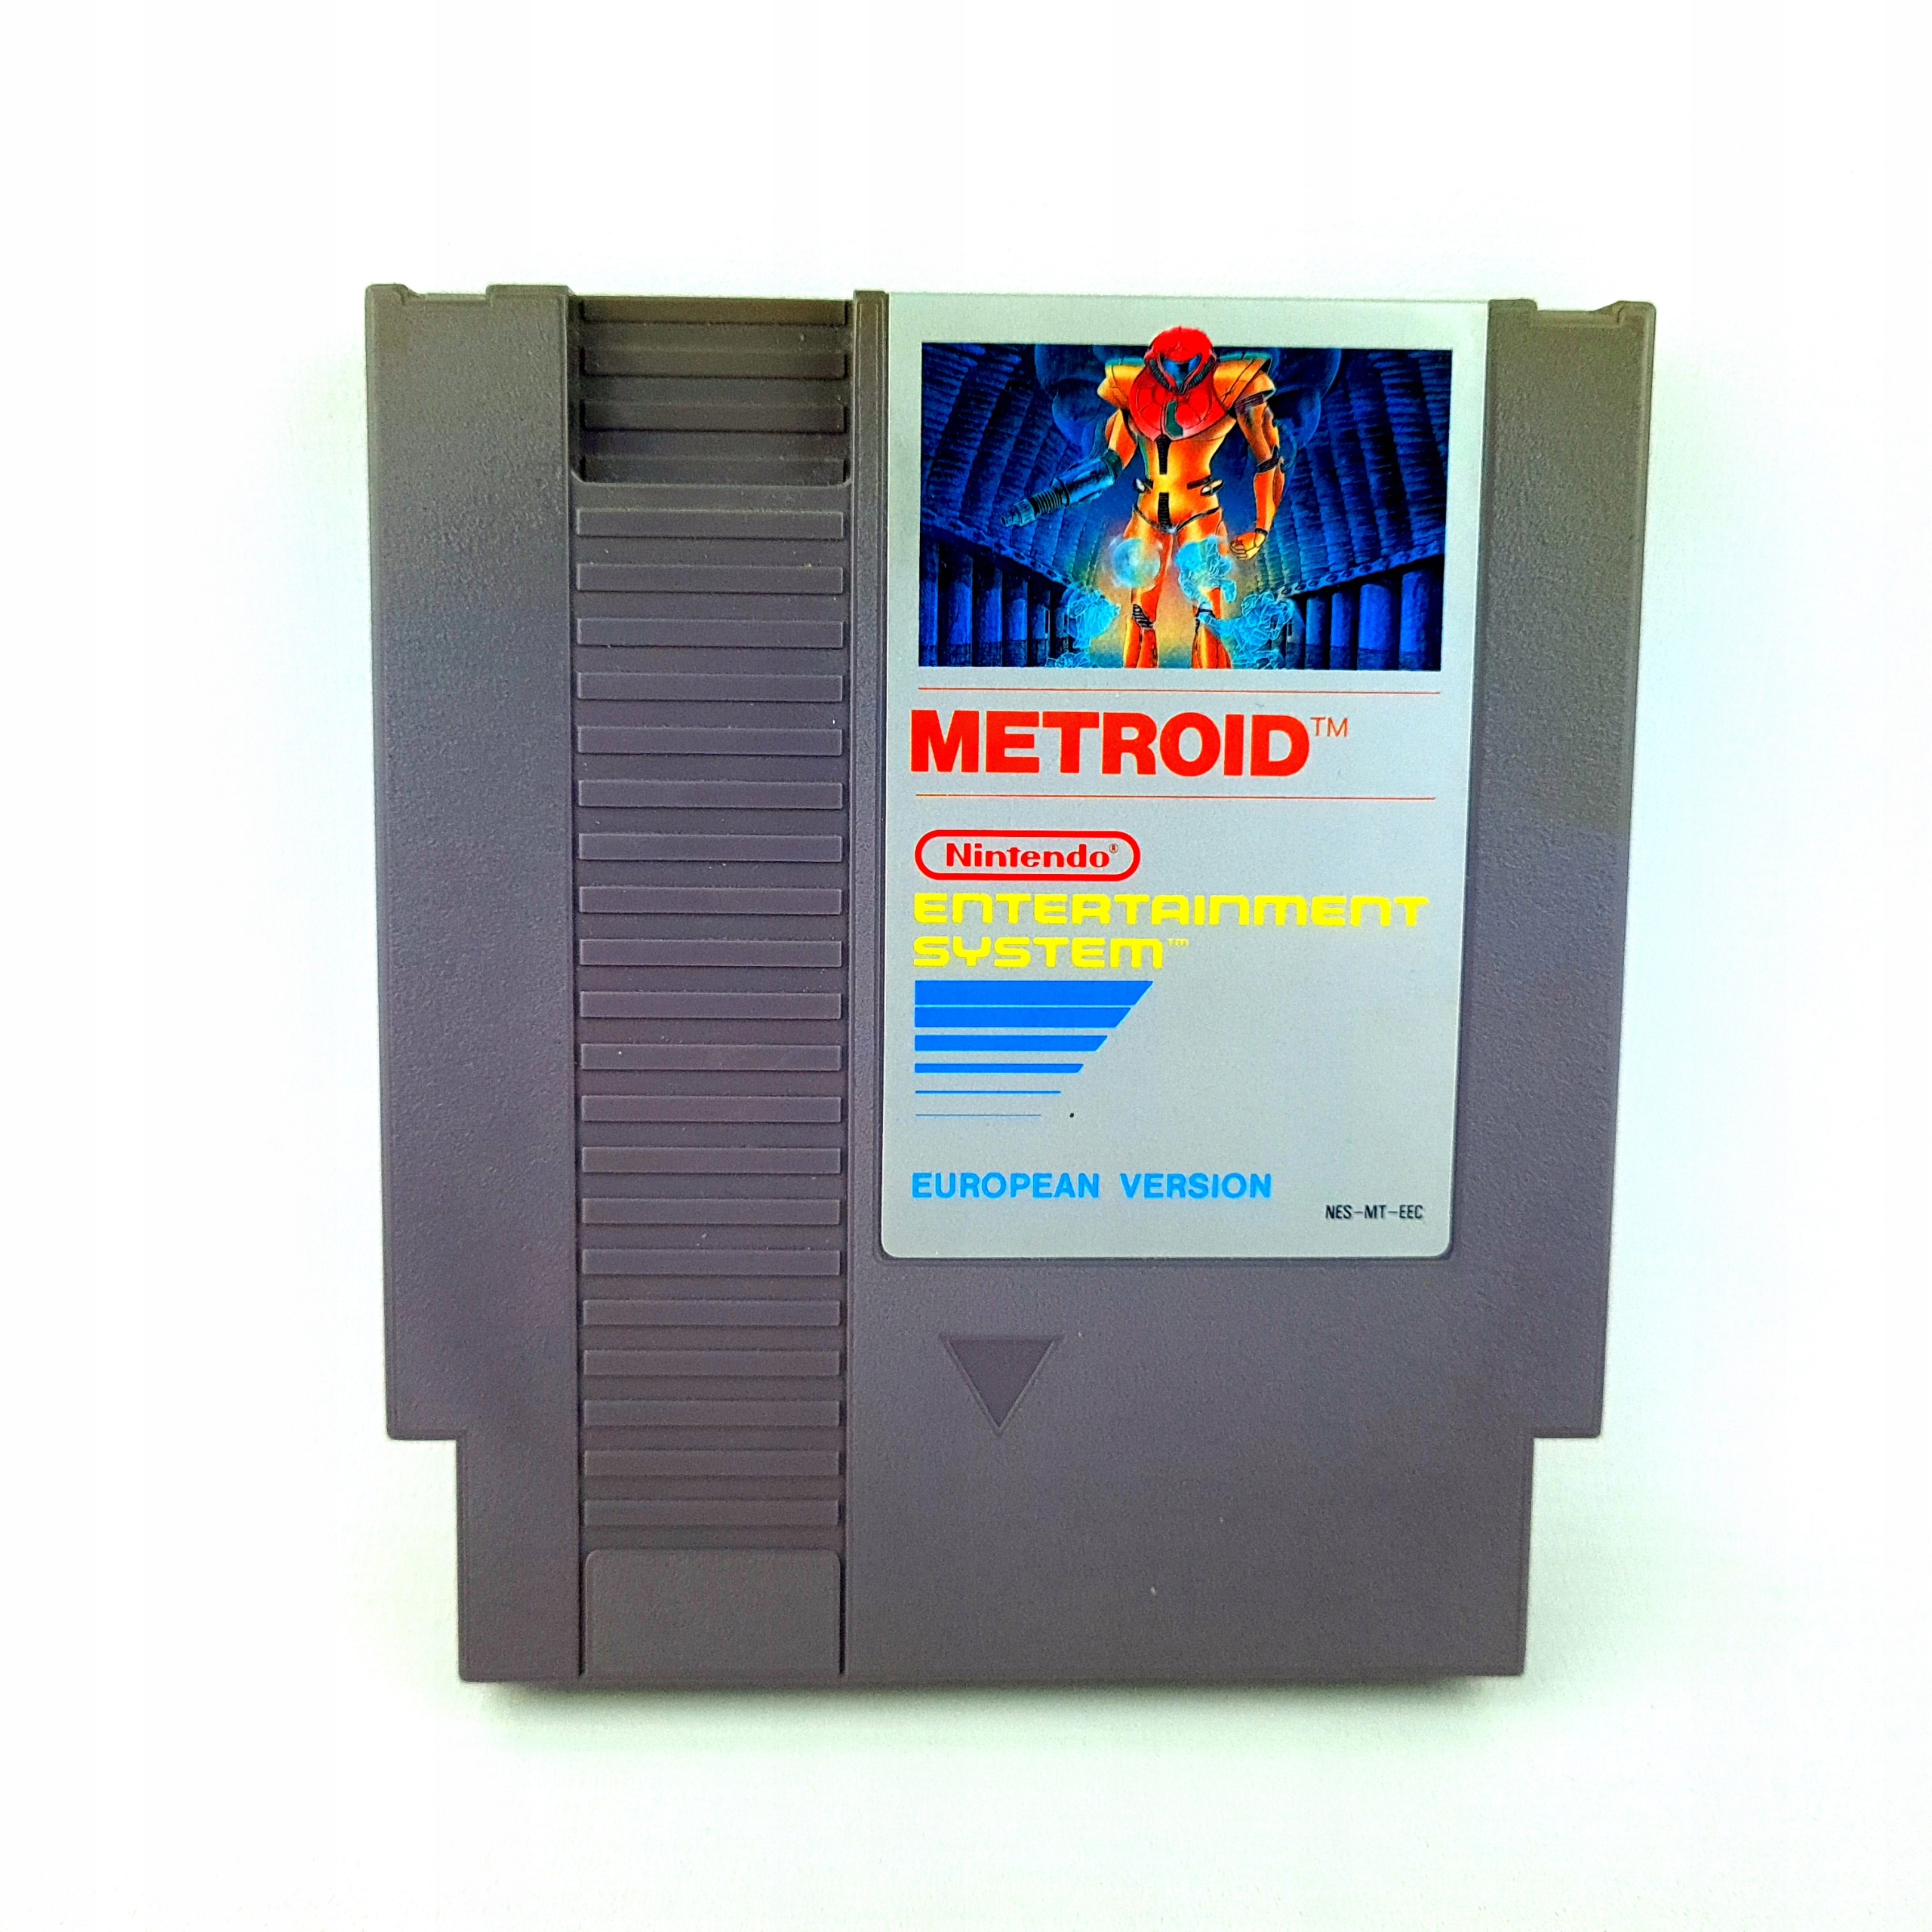 METROID™
Nintendo®
ENTERTAINMENT
SYSTEM™
EUROPEAN VERSION
NES-MT-EEC